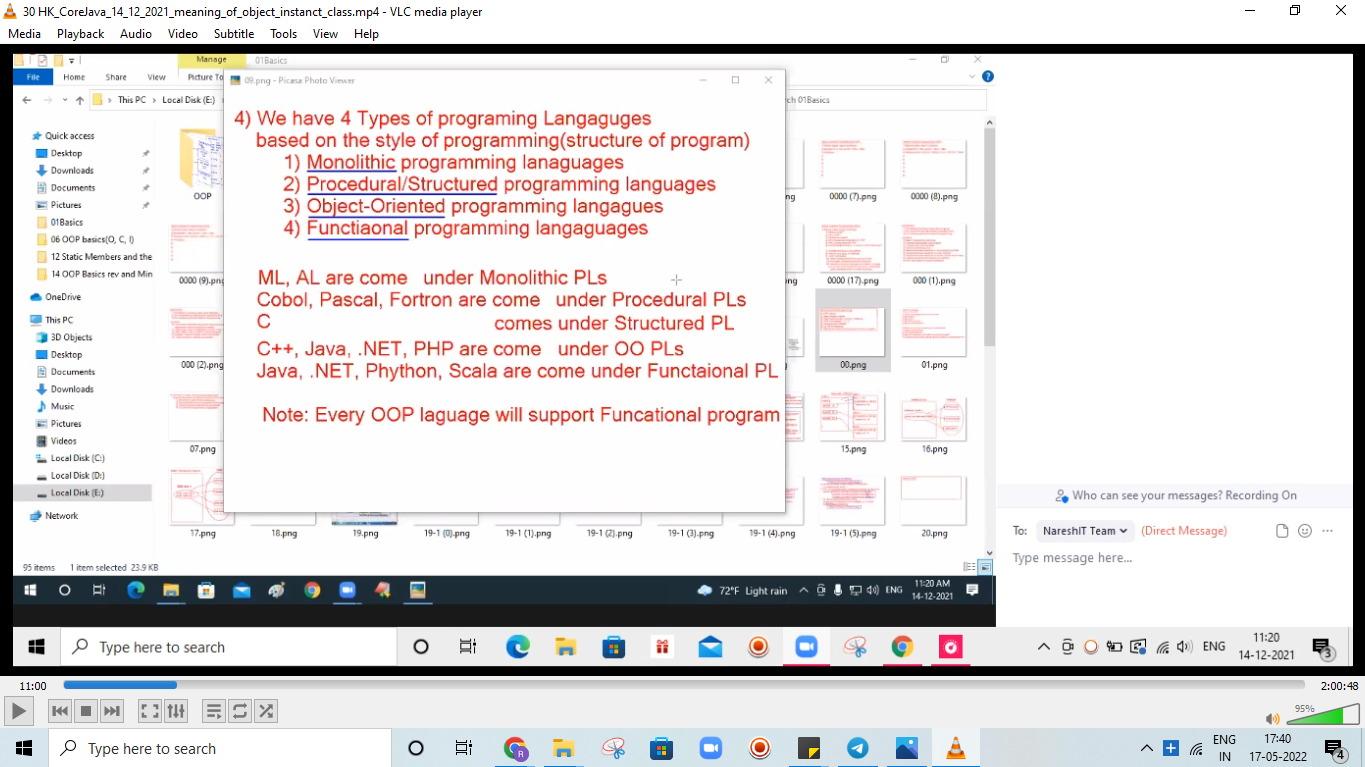 30 HK_CoreJava_14_12_2021_meaning_of_object_instanct_class.mp4 - VLC media player
Media Playback Audio Video Subtitle Tools View Help
Manage 01Basics
File Home Share View Picture To
This PC Local Disk (E:)
ch 01Basics
09.png - Picasa Photo Viewer
4) We have 4 Types of programing Langaguges
based on the style of programming(structure of program)
1) Monolithic programming lanaguages
2) Procedural/Structured programming languages
3) Object-Oriented programming langagues
4) Functiaonal programming langaguages
ML, AL are come under Monolithic PLs
Cobol, Pascal, Fortron are come under Procedural PLs
C comes under Structured PL
C++, Java, .NET, PHP are come under OO PLs
Java, .NET, Phython, Scala are come under Functaional PL
Note: Every OOP laguage will support Funcational program
Quick access
Desktop
Downloads
Documents
Pictures
01Basics
06 OOP basics(O, C, I)
12 Static Members and the
14 OOP Basics rev and Min
OneDrive
This PC
3D Objects
Desktop
Documents
Downloads
Music
Pictures
Videos
Local Disk (C:)
Local Disk (D:)
Local Disk (E:)
Network
OOP
ng 0000 (7).png 0000 (8).png
0000 (9).png ng 0000 (17).png 000 (1).png
000 (2).png 00.png 01.png
07.png 15.png 16.png
17.png 18.png 19.png 19-1 (0).png 19-1 (1).png 19-1 (2).png 19-1 (3).png 19-1 (4).png 19-1 (5).png 20.png
95 items 1 item selected 23.9 KB
72°F Light rain ENG 11:20 AM
14-12-2021
Who can see your messages? Recording On
To: NareshIT Team (Direct Message)
Type message here...
Type here to search
ENG 11:20
14-12-2021
3
11:00 2:00:48
95%
Type here to search
R
ENG 17:40
IN 17-05-2022
4